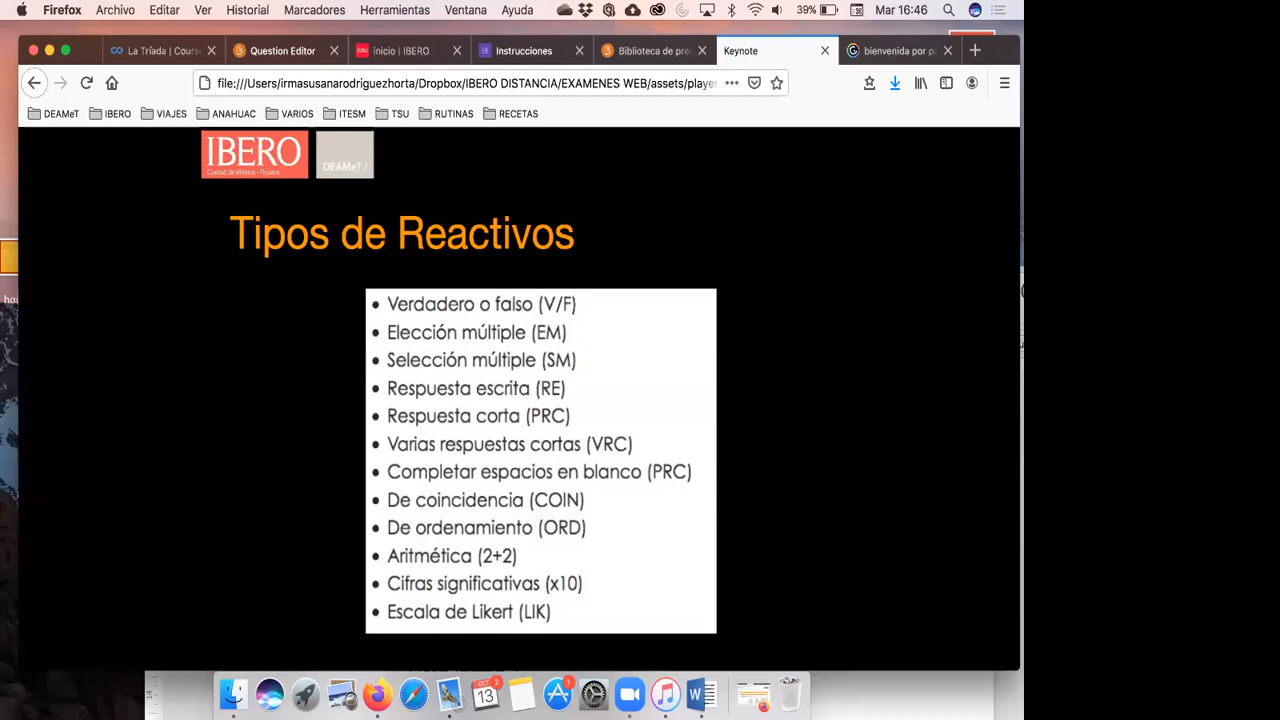 Firefox Archivo Editar Ver Historial Marcadores Herramientas Ventana Ayuda 39% Mar 16:46
La Tríada | Cours Question Editor inicio | IBERO Instrucciones Biblioteca de pre Keynote bienvenida por p
file:///Users/irmasusanarodriguezhorta/Dropbox/IBERO DISTANCIA/EXAMENES WEB/assets/playe
DEAMeT IBERO VIAJES ANAHUAC VARIOS ITESM TSU RUTINAS RECETAS
IBERO
Ciudad de México · Tijuana
DEAMeT /
Tipos de Reactivos
• Verdadero o falso (V/F)
• Elección múltiple (EM)
• Selección múltiple (SM)
• Respuesta escrita (RE)
• Respuesta corta (PRC)
• Varias respuestas cortas (VRC)
• Completar espacios en blanco (PRC)
• De coincidencia (COIN)
• De ordenamiento (ORD)
• Aritmética (2+2)
• Cifras significativas (x10)
• Escala de Likert (LIK)
OCT 2
13
1